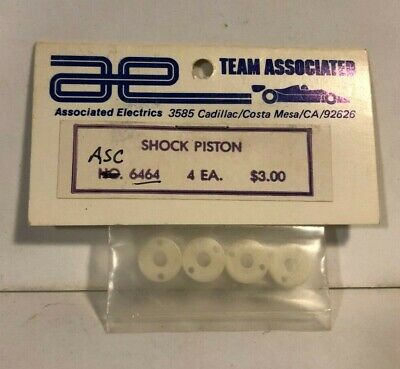 ae TEAM ASSOCIATED
Associated Electrics 3585 Cadillac/Costa Mesa/CA/92626
SHOCK PISTON
ASC
NO. 6464 4 EA. $3.00